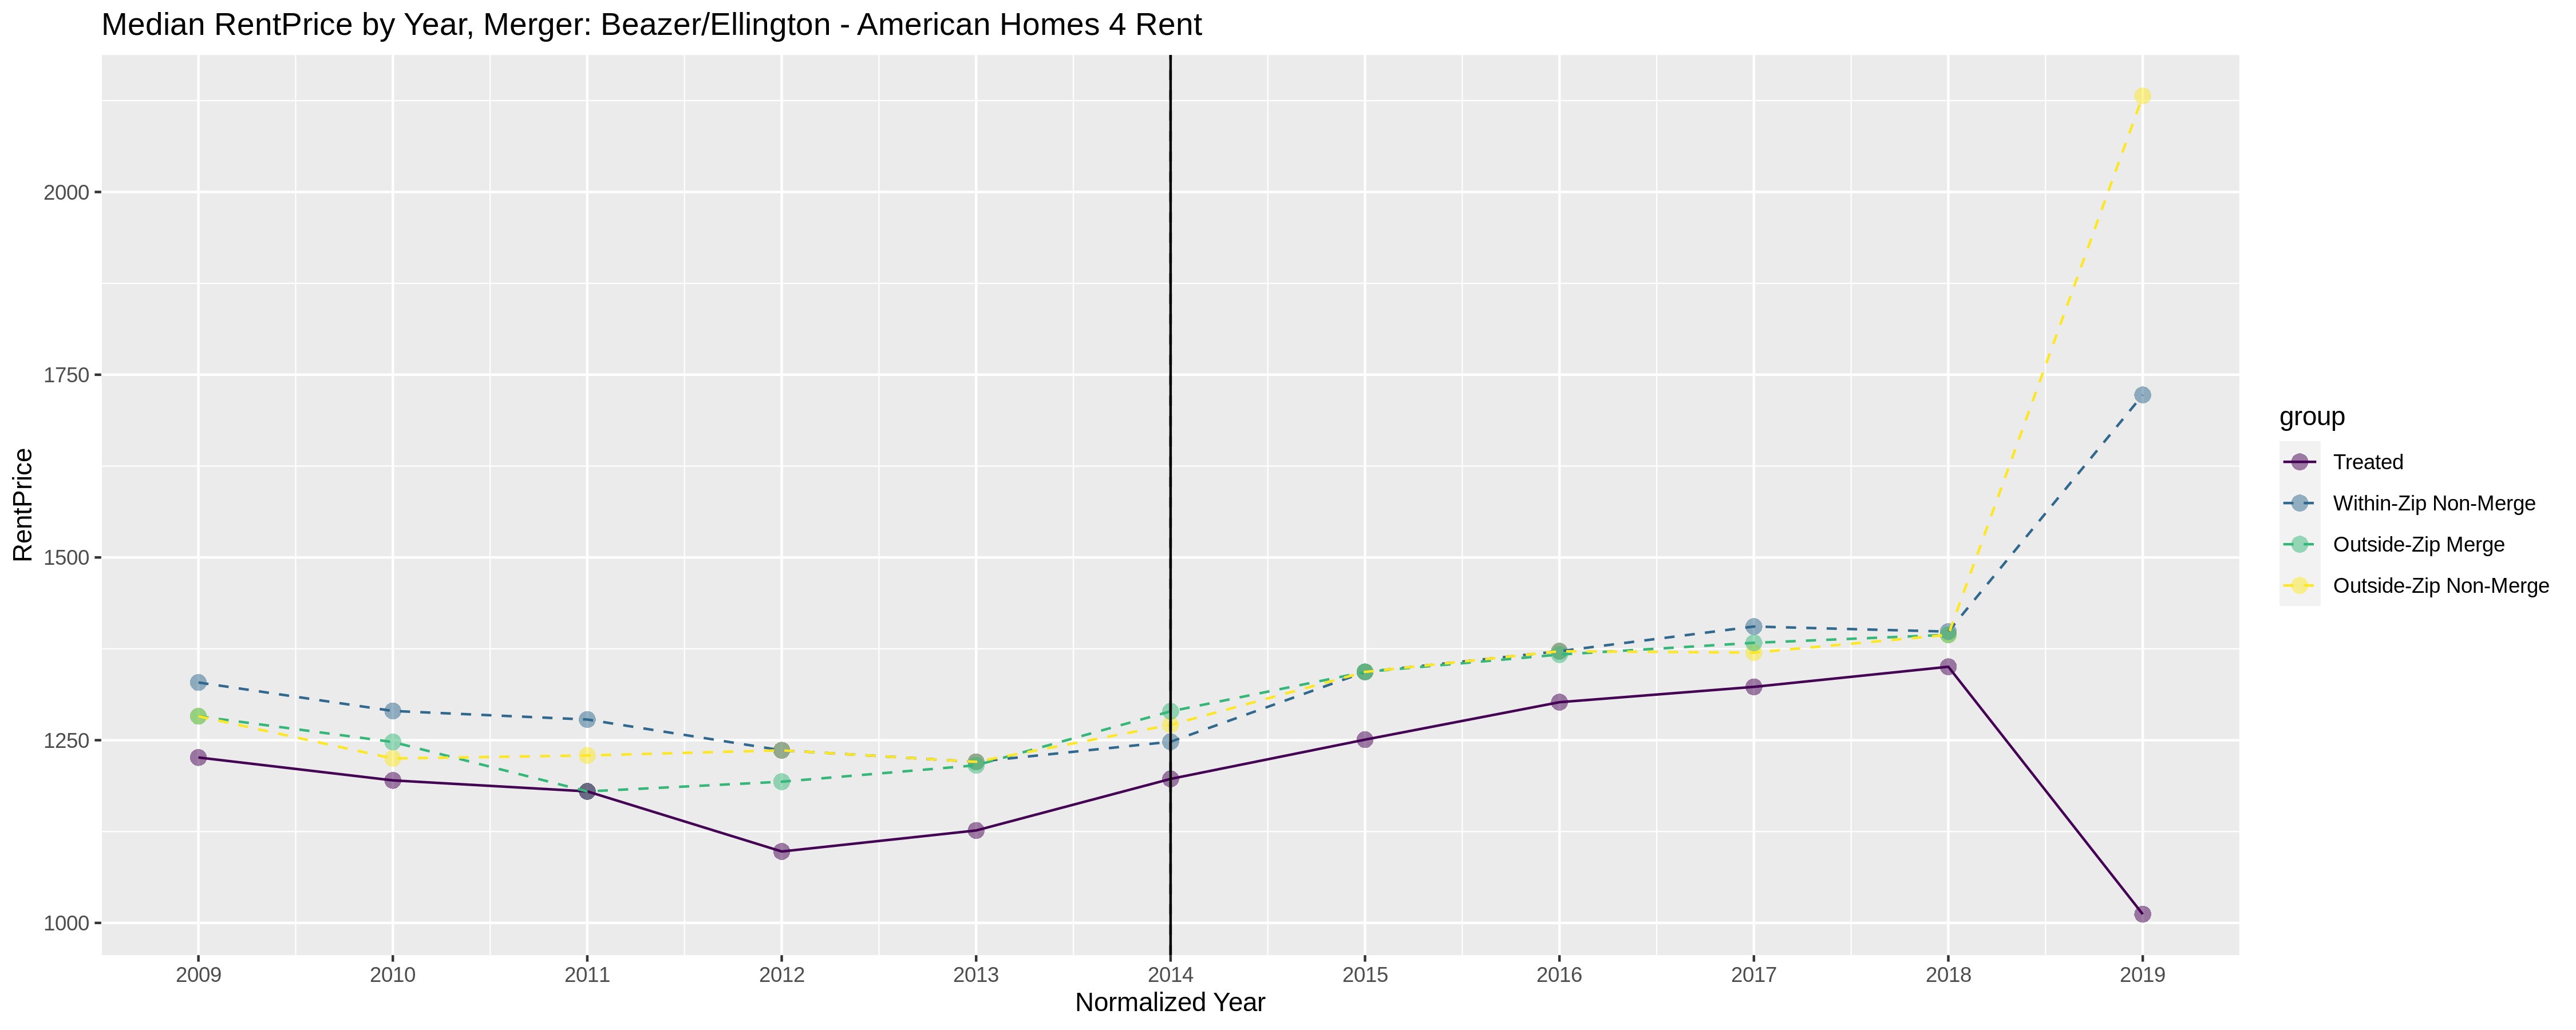 Median RentPrice by Year, Merger: Beazer/Ellington - American Homes 4 Rent
RentPrice
2000
1750
1500
1250
1000
2009 2010 2011 2012 2013 2014 2015 2016 2017 2018 2019
Normalized Year
group
Treated
Within-Zip Non-Merge
Outside-Zip Merge
Outside-Zip Non-Merge